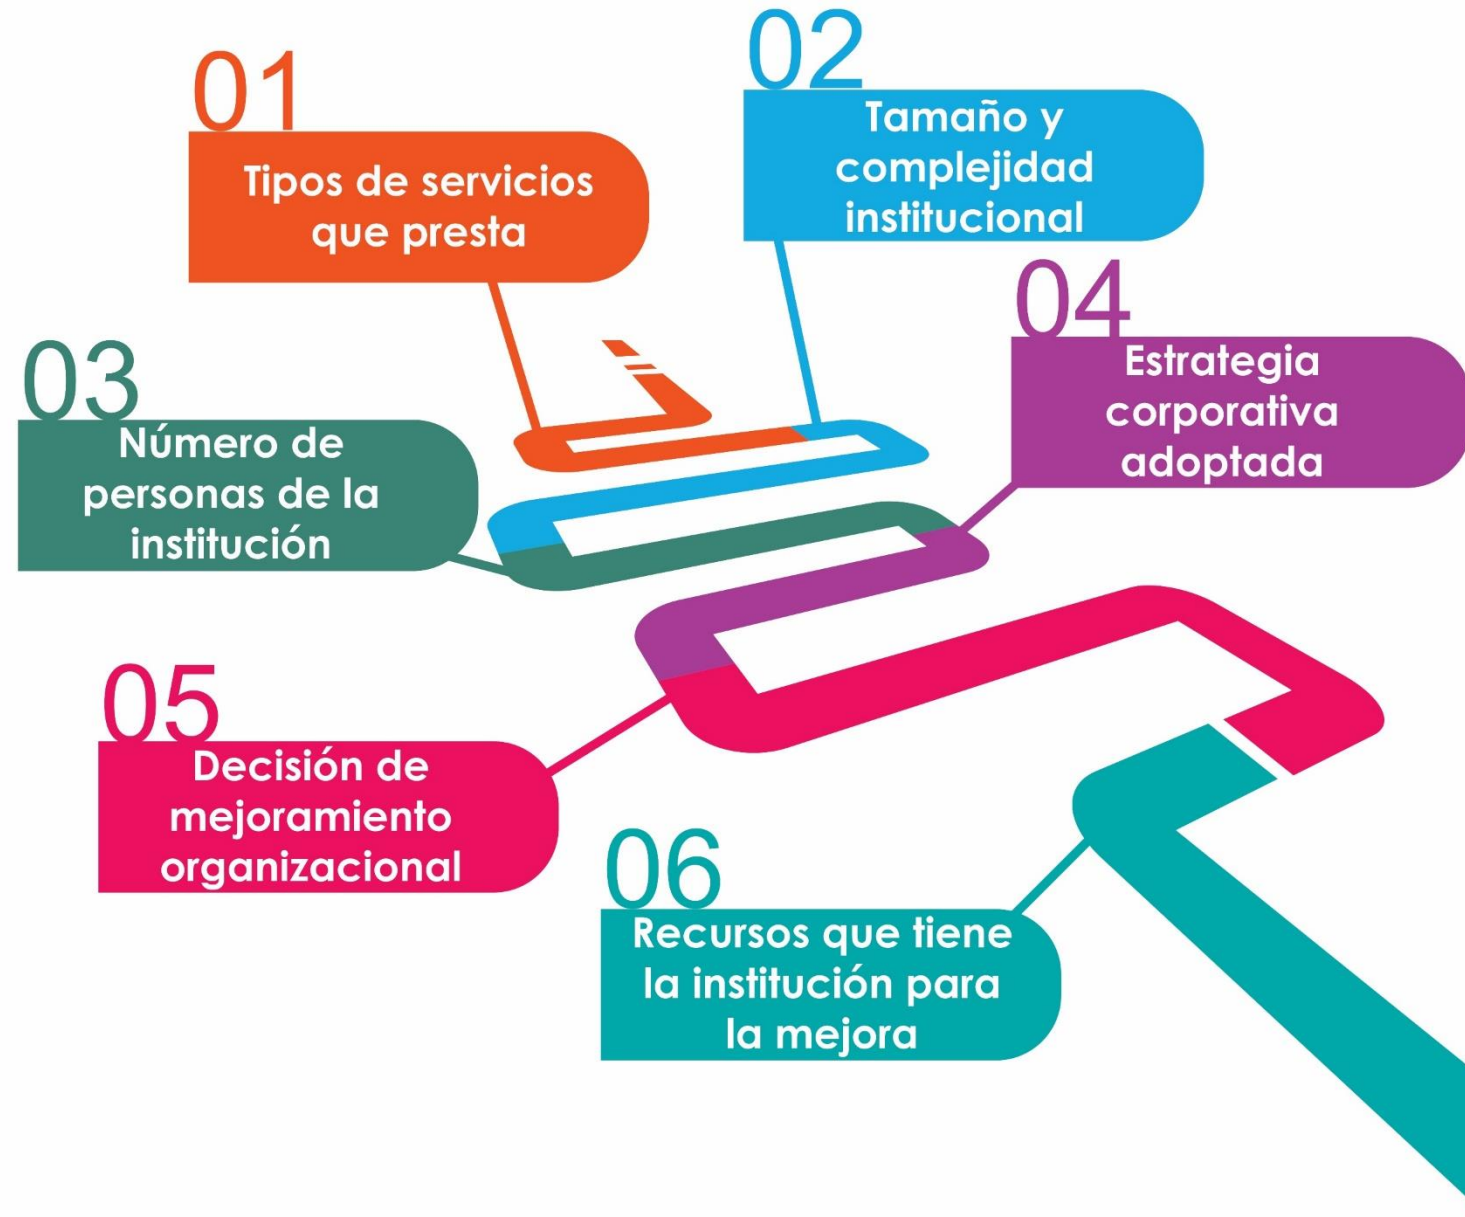 01
Tipos de servicios
que presta
02
Tamaño y
complejidad
institucional
03
Número de
personas de la
institución
04
Estrategia
corporativa
adoptada
05
Decisión de
mejoramiento
organizacional
06
Recursos que tiene
la institución para
la mejora